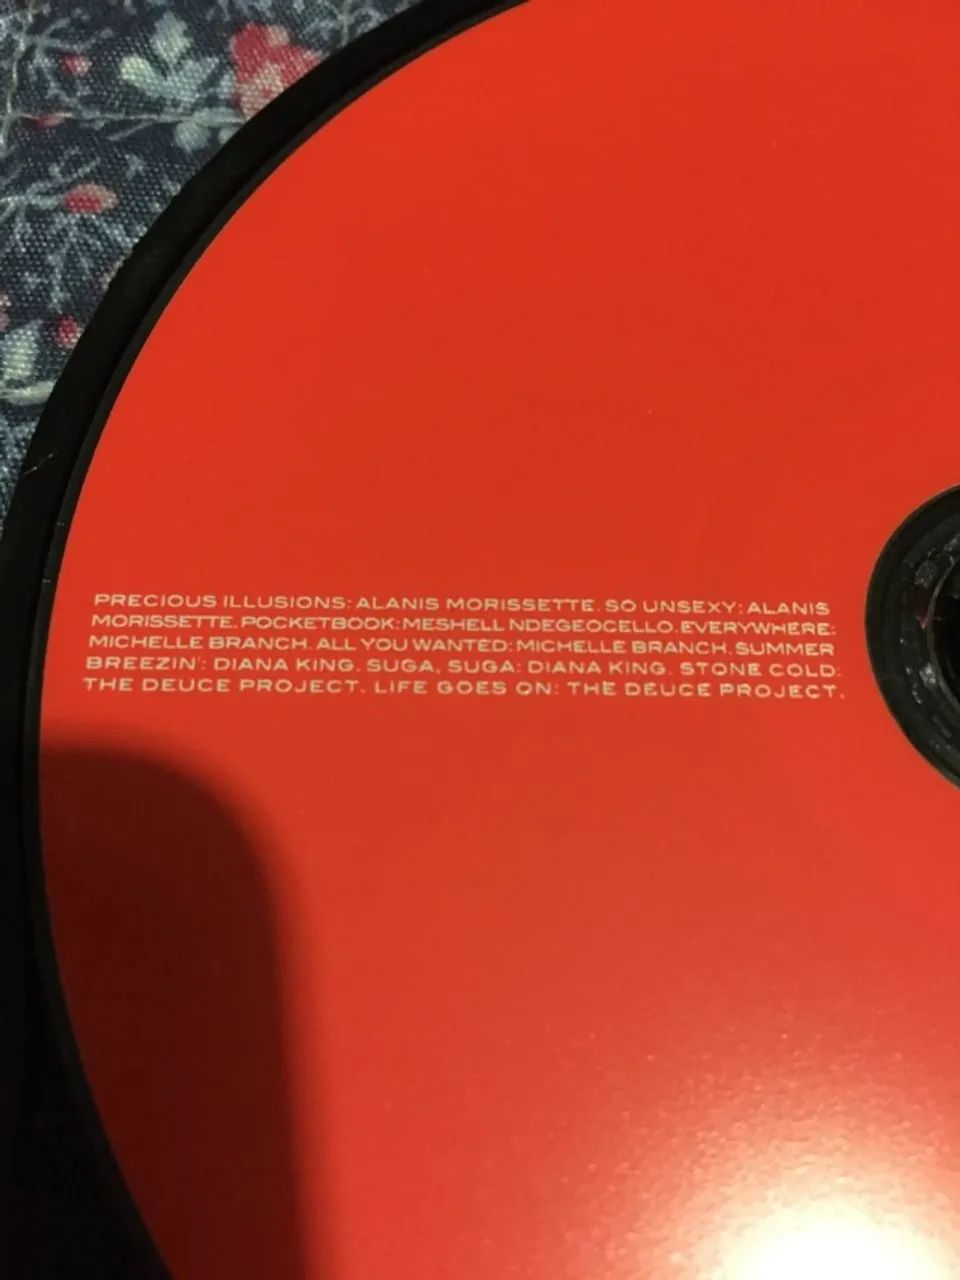 PRECIOUS ILLUSIONS: ALANIS MORISSETTE. SO UNSEXY: ALANIS
MORISSETTE. POCKETBOOK: MESHELL NDEGEOCELLO. EVERYWHERE:
MICHELLE BRANCH. ALL YOU WANTED: MICHELLE BRANCH. SUMMER
BREEZIN': DIANA KING. SUGA, SUGA: DIANA KING. STONE COLD:
THE DEUCE PROJECT. LIFE GOES ON: THE DEUCE PROJECT.